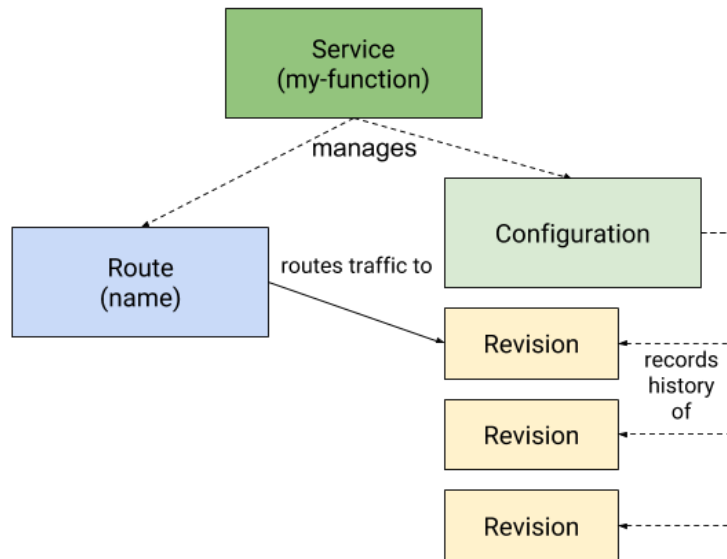 Service
(my-function)
manages
Configuration
Route
(name)
routes traffic to
Revision
records
history
of
Revision
Revision